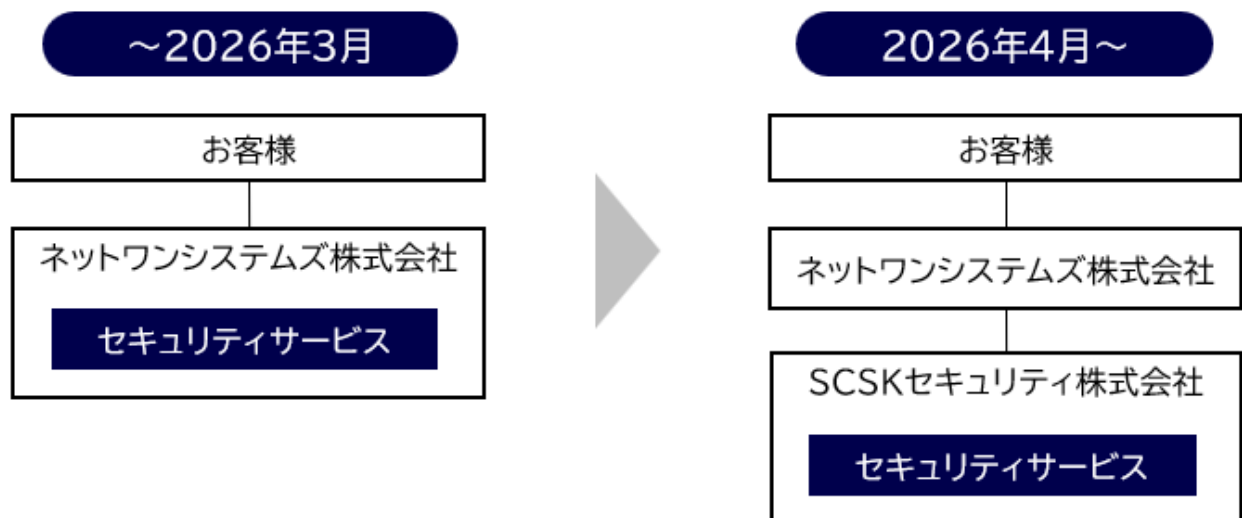 ～2026年3月
お客様
ネットワンシステムズ株式会社
セキュリティサービス
2026年4月～
お客様
ネットワンシステムズ株式会社
SCSKセキュリティ株式会社
セキュリティサービス